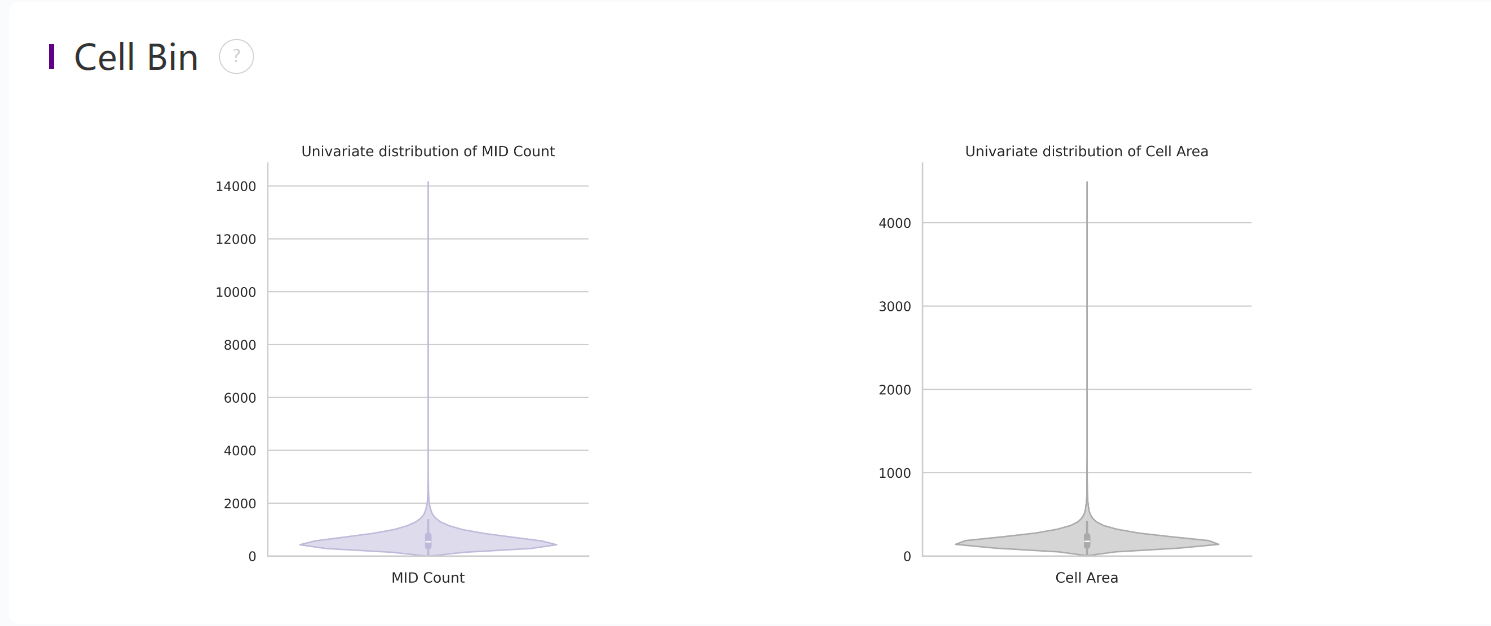 Cell Bin ?
Univariate distribution of MID Count
14000
12000
10000
8000
6000
4000
2000
0
MID Count
Univariate distribution of Cell Area
4000
3000
2000
1000
0
Cell Area